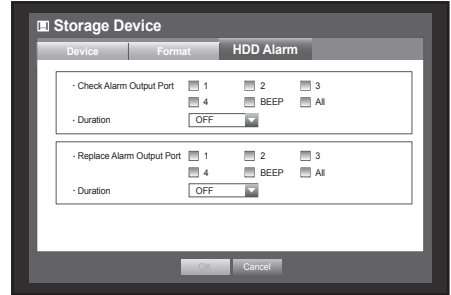 Storage Device
Device Format HDD Alarm
· Check Alarm Output Port 1 2 3
4 BEEP All
· Duration OFF
· Replace Alarm Output Port 1 2 3
4 BEEP All
· Duration OFF
OK Cancel